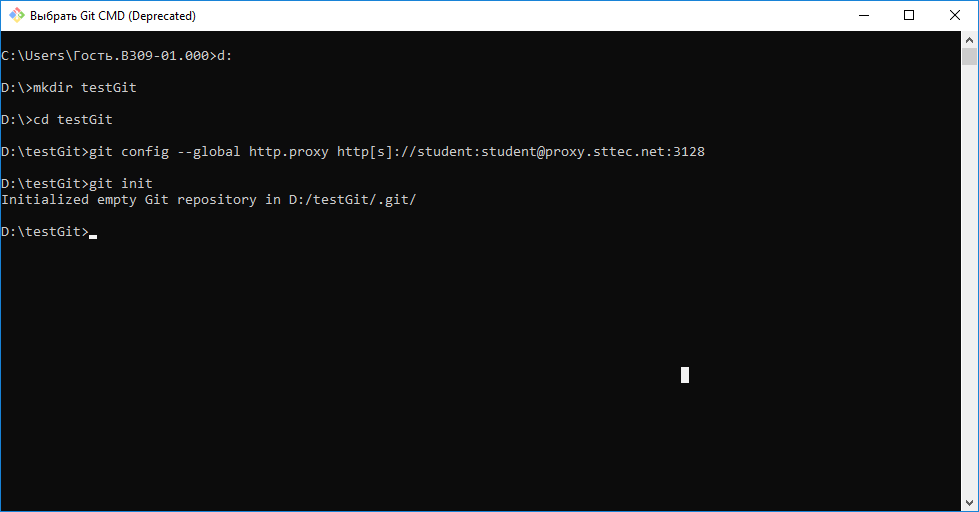 Выбрать Git CMD (Deprecated)
C:\Users\Гость.B309-01.000>d:
D:\>mkdir testGit
D:\>cd testGit
D:\testGit>git config --global http.proxy http[s]://student:student@proxy.sttec.net:3128
D:\testGit>git init
Initialized empty Git repository in D:/testGit/.git/
D:\testGit>